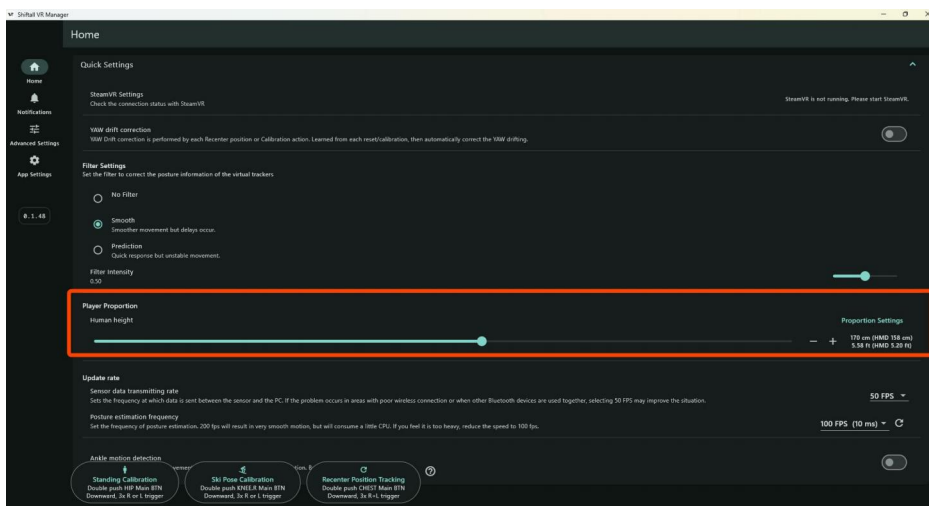 Shiftall VR Manager
Home
Home
Notifications
Advanced Settings
App Settings
0.1.48
Quick Settings
SteamVR Settings
Check the connection status with SteamVR
SteamVR is not running. Please start SteamVR.
YAW drift correction
YAW Drift correction is performed by each Recenter position or Calibration action. Learned from each reset/calibration, then automatically correct the YAW drifting.
Filter Settings
Set the filter to correct the posture information of the virtual trackers
No Filter
Smooth
Smoother movement but delays occur.
Prediction
Quick response but unstable movement.
Filter Intensity
0.50
Player Proportion
Human height
Proportion Settings
170 cm (HMD 158 cm)
5.58 ft (HMD 5.20 ft)
Update rate
Sensor data transmitting rate
Sets the frequency at which data is sent between the sensor and the PC. If the problem occurs in areas with poor wireless connection or when other Bluetooth devices are used together, selecting 50 FPS may improve the situation.
50 FPS
Posture estimation frequency
Set the frequency of posture estimation. 200 fps will result in very smooth motion, but will consume a little CPU. If you feel it is too heavy, reduce the speed to 100 fps.
100 FPS (10 ms)
Ankle motion detection
Standing Calibration
Double push HIP Main BTN
Downward, 3x R or L trigger
Ski Pose Calibration
Double push KNEE.R Main BTN
Downward, 3x R or L trigger
Recenter Position Tracking
Double push CHEST Main BTN
Downward, 3x R+L trigger